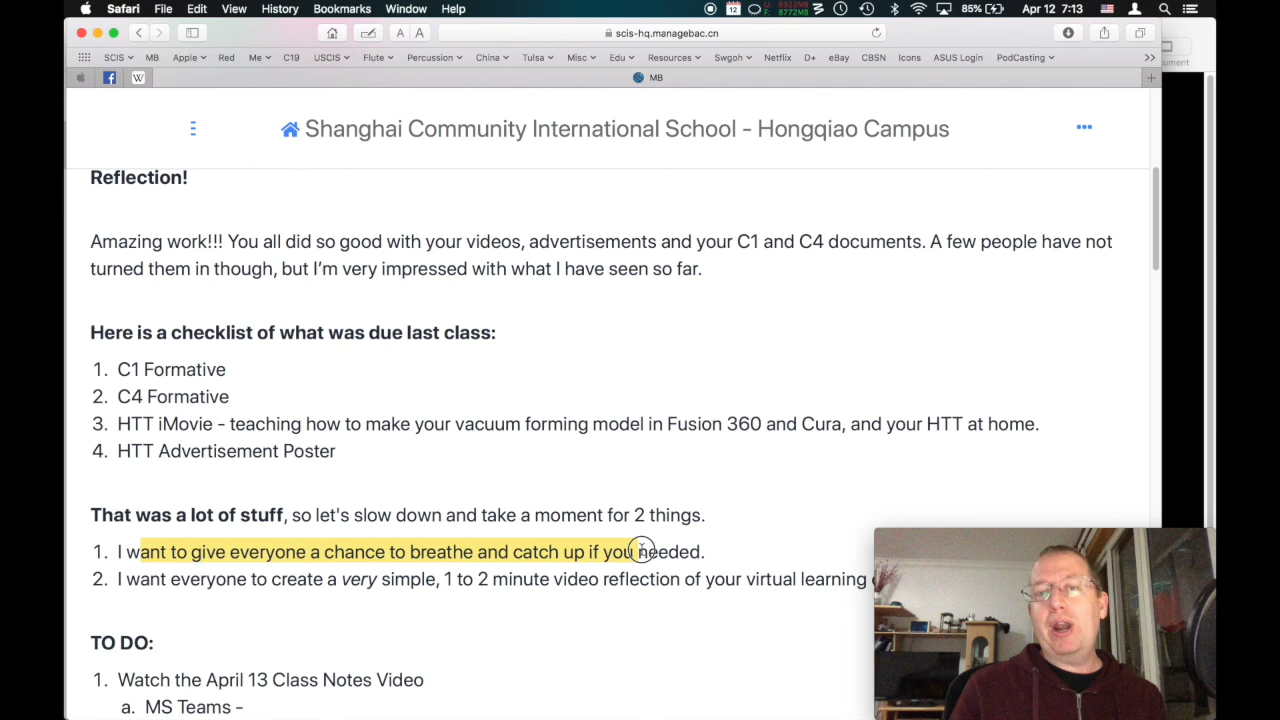 Safari File Edit View History Bookmarks Window Help 12 U: 6922MB F: 8772MB 85% Apr 12 7:13
A A scis-hq.managebac.cn
SCIS MB Apple Red Me C19 USCIS Flute Percussion China Tulsa Misc Edu Resources Swgoh Netflix D+ eBay CBSN Icons ASUS Login PodCasting
W MB
Shanghai Community International School - Hongqiao Campus
Reflection!
Amazing work!!! You all did so good with your videos, advertisements and your C1 and C4 documents. A few people have not
turned them in though, but I’m very impressed with what I have seen so far.
Here is a checklist of what was due last class:
1. C1 Formative
2. C4 Formative
3. HTT iMovie - teaching how to make your vacuum forming model in Fusion 360 and Cura, and your HTT at home.
4. HTT Advertisement Poster
That was a lot of stuff, so let's slow down and take a moment for 2 things.
1. I want to give everyone a chance to breathe and catch up if you needed.
2. I want everyone to create a very simple, 1 to 2 minute video reflection of your virtual learning
TO DO:
1. Watch the April 13 Class Notes Video
a. MS Teams -